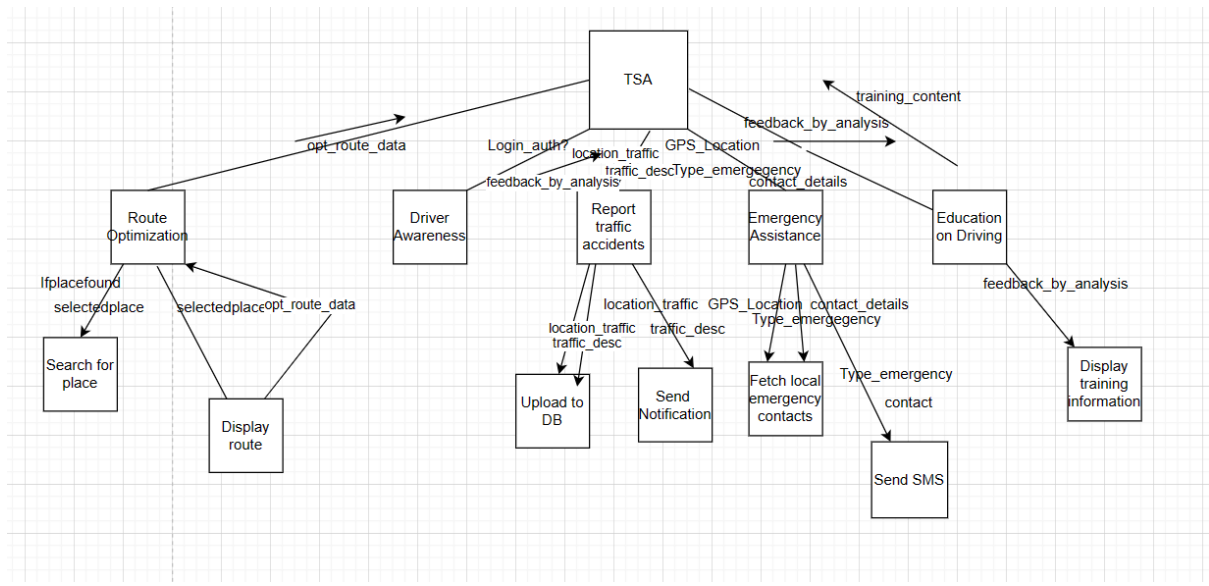 TSA
training_content
feedback_by_analysis
opt_route_data
Login_auth?
GPS_Location
location_traffic
traffic_desc
Type_emergegency
feedback_by_analysis
contact_details
Route
Optimization
Driver
Awareness
Report
traffic
accidents
Emergency
Assistance
Education
on Driving
Ifplacefound
selectedplace
selectedplace
opt_route_data
location_traffic
traffic_desc
location_traffic
traffic_desc
GPS_Location
contact_details
Type_emergegency
feedback_by_analysis
Search for
place
Display
route
Upload to
DB
Send
Notification
Fetch local
emergency
contacts
Type_emergency
contact
Display
training
information
Send SMS